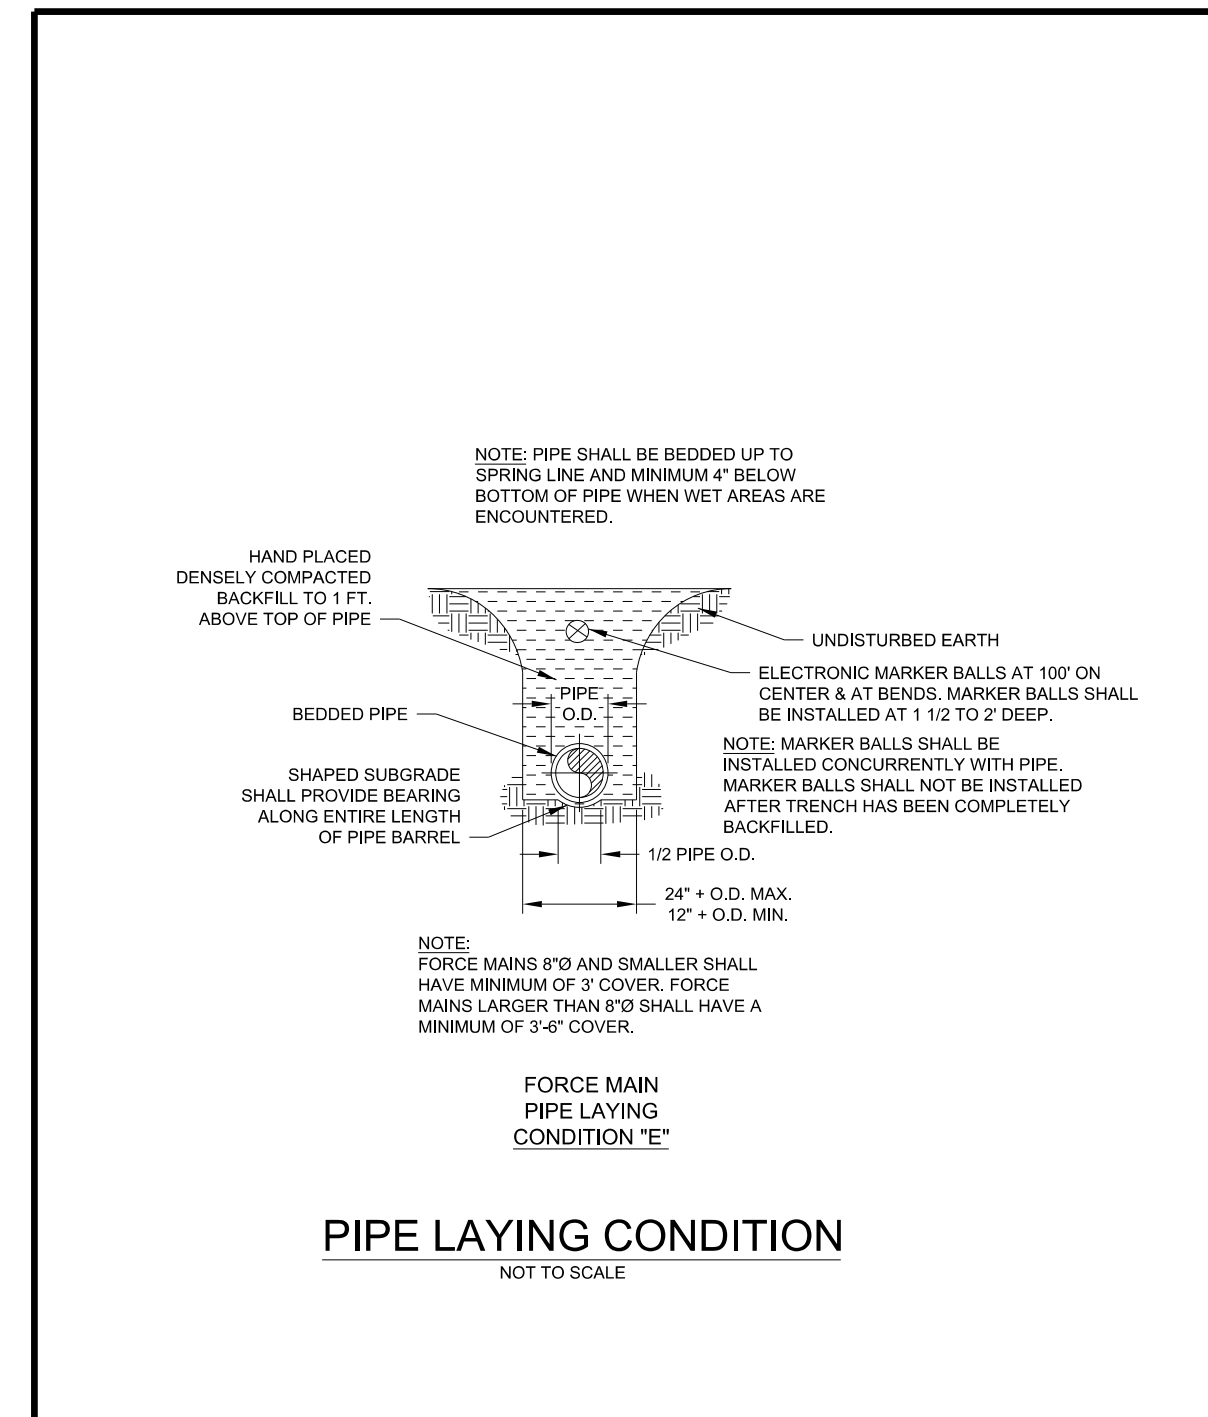 NOTE: PIPE SHALL BE BEDDED UP TO
SPRING LINE AND MINIMUM 4" BELOW
BOTTOM OF PIPE WHEN WET AREAS ARE
ENCOUNTERED.
HAND PLACED
DENSELY COMPACTED
BACKFILL TO 1 FT.
ABOVE TOP OF PIPE
UNDISTURBED EARTH
ELECTRONIC MARKER BALLS AT 100' ON
CENTER & AT BENDS. MARKER BALLS SHALL
BE INSTALLED AT 1 1/2 TO 2' DEEP.
PIPE
O.D.
BEDDED PIPE
NOTE: MARKER BALLS SHALL BE
INSTALLED CONCURRENTLY WITH PIPE.
MARKER BALLS SHALL NOT BE INSTALLED
AFTER TRENCH HAS BEEN COMPLETELY
BACKFILLED.
SHAPED SUBGRADE
SHALL PROVIDE BEARING
ALONG ENTIRE LENGTH
OF PIPE BARREL
1/2 PIPE O.D.
24" + O.D. MAX.
12" + O.D. MIN.
NOTE:
FORCE MAINS 8"Ø AND SMALLER SHALL
HAVE MINIMUM OF 3' COVER. FORCE
MAINS LARGER THAN 8"Ø SHALL HAVE A
MINIMUM OF 3'-6" COVER.
FORCE MAIN
PIPE LAYING
CONDITION "E"
PIPE LAYING CONDITION
NOT TO SCALE